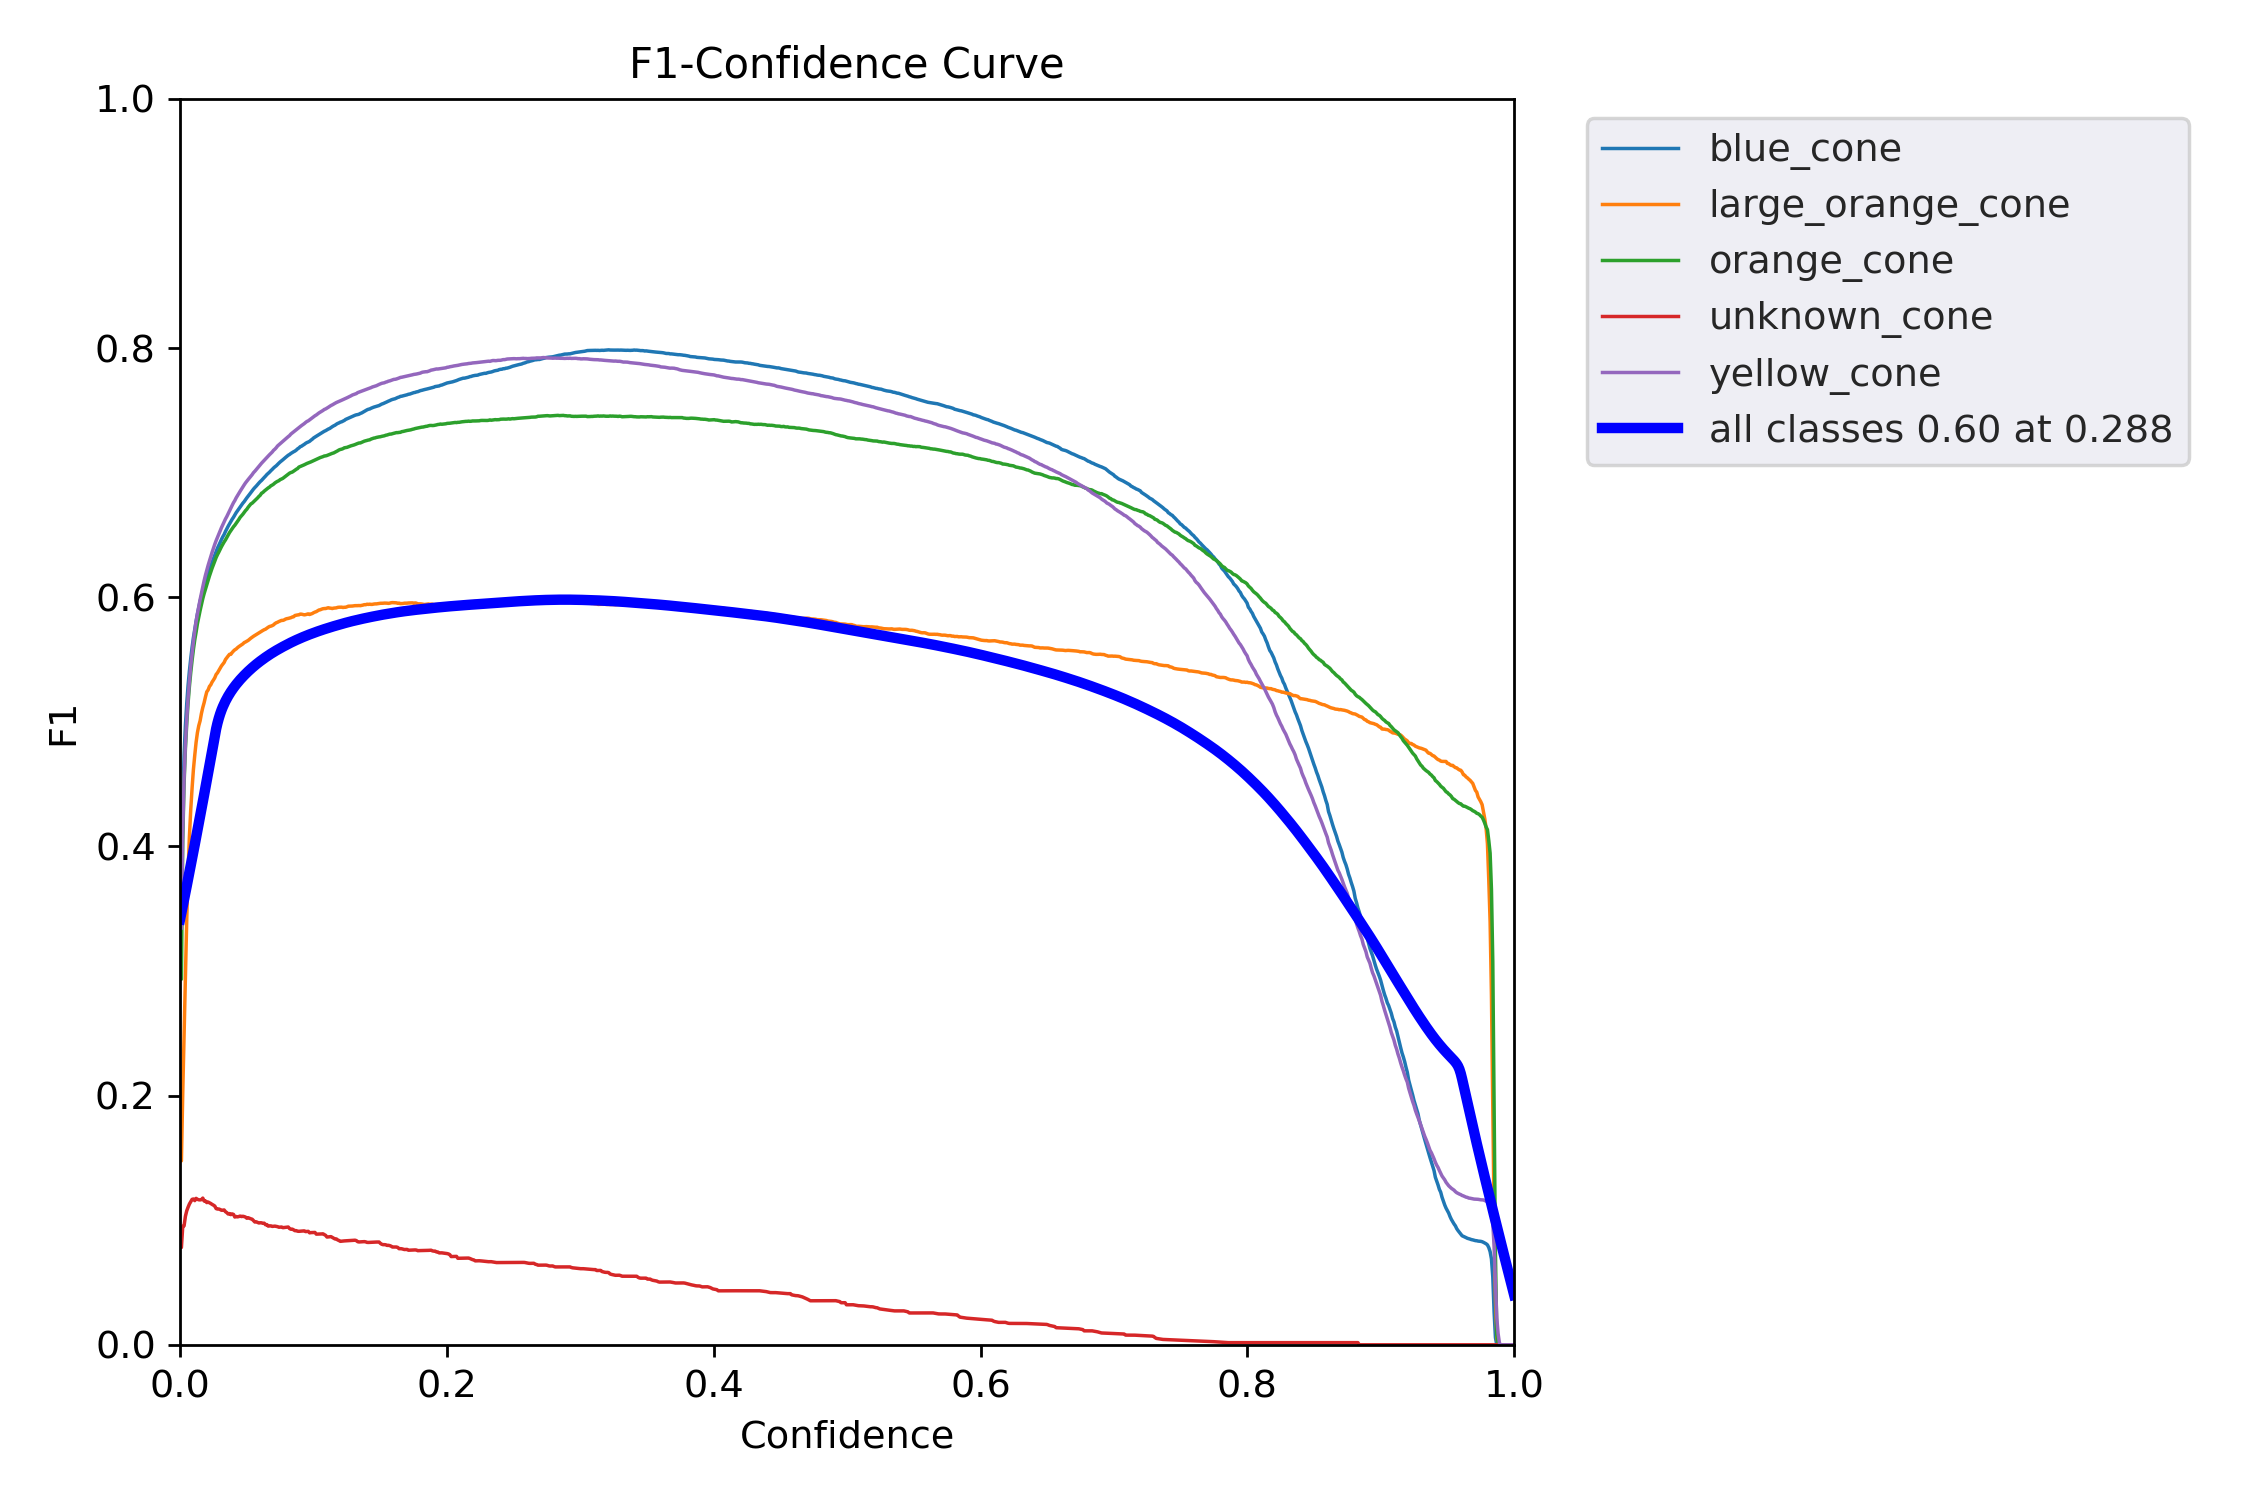 F1-Confidence Curve
1.0
0.8
0.6
0.4
0.2
0.0
F1
0.0 0.2 0.4 0.6 0.8 1.0
Confidence
blue_cone
large_orange_cone
orange_cone
unknown_cone
yellow_cone
all classes 0.60 at 0.288